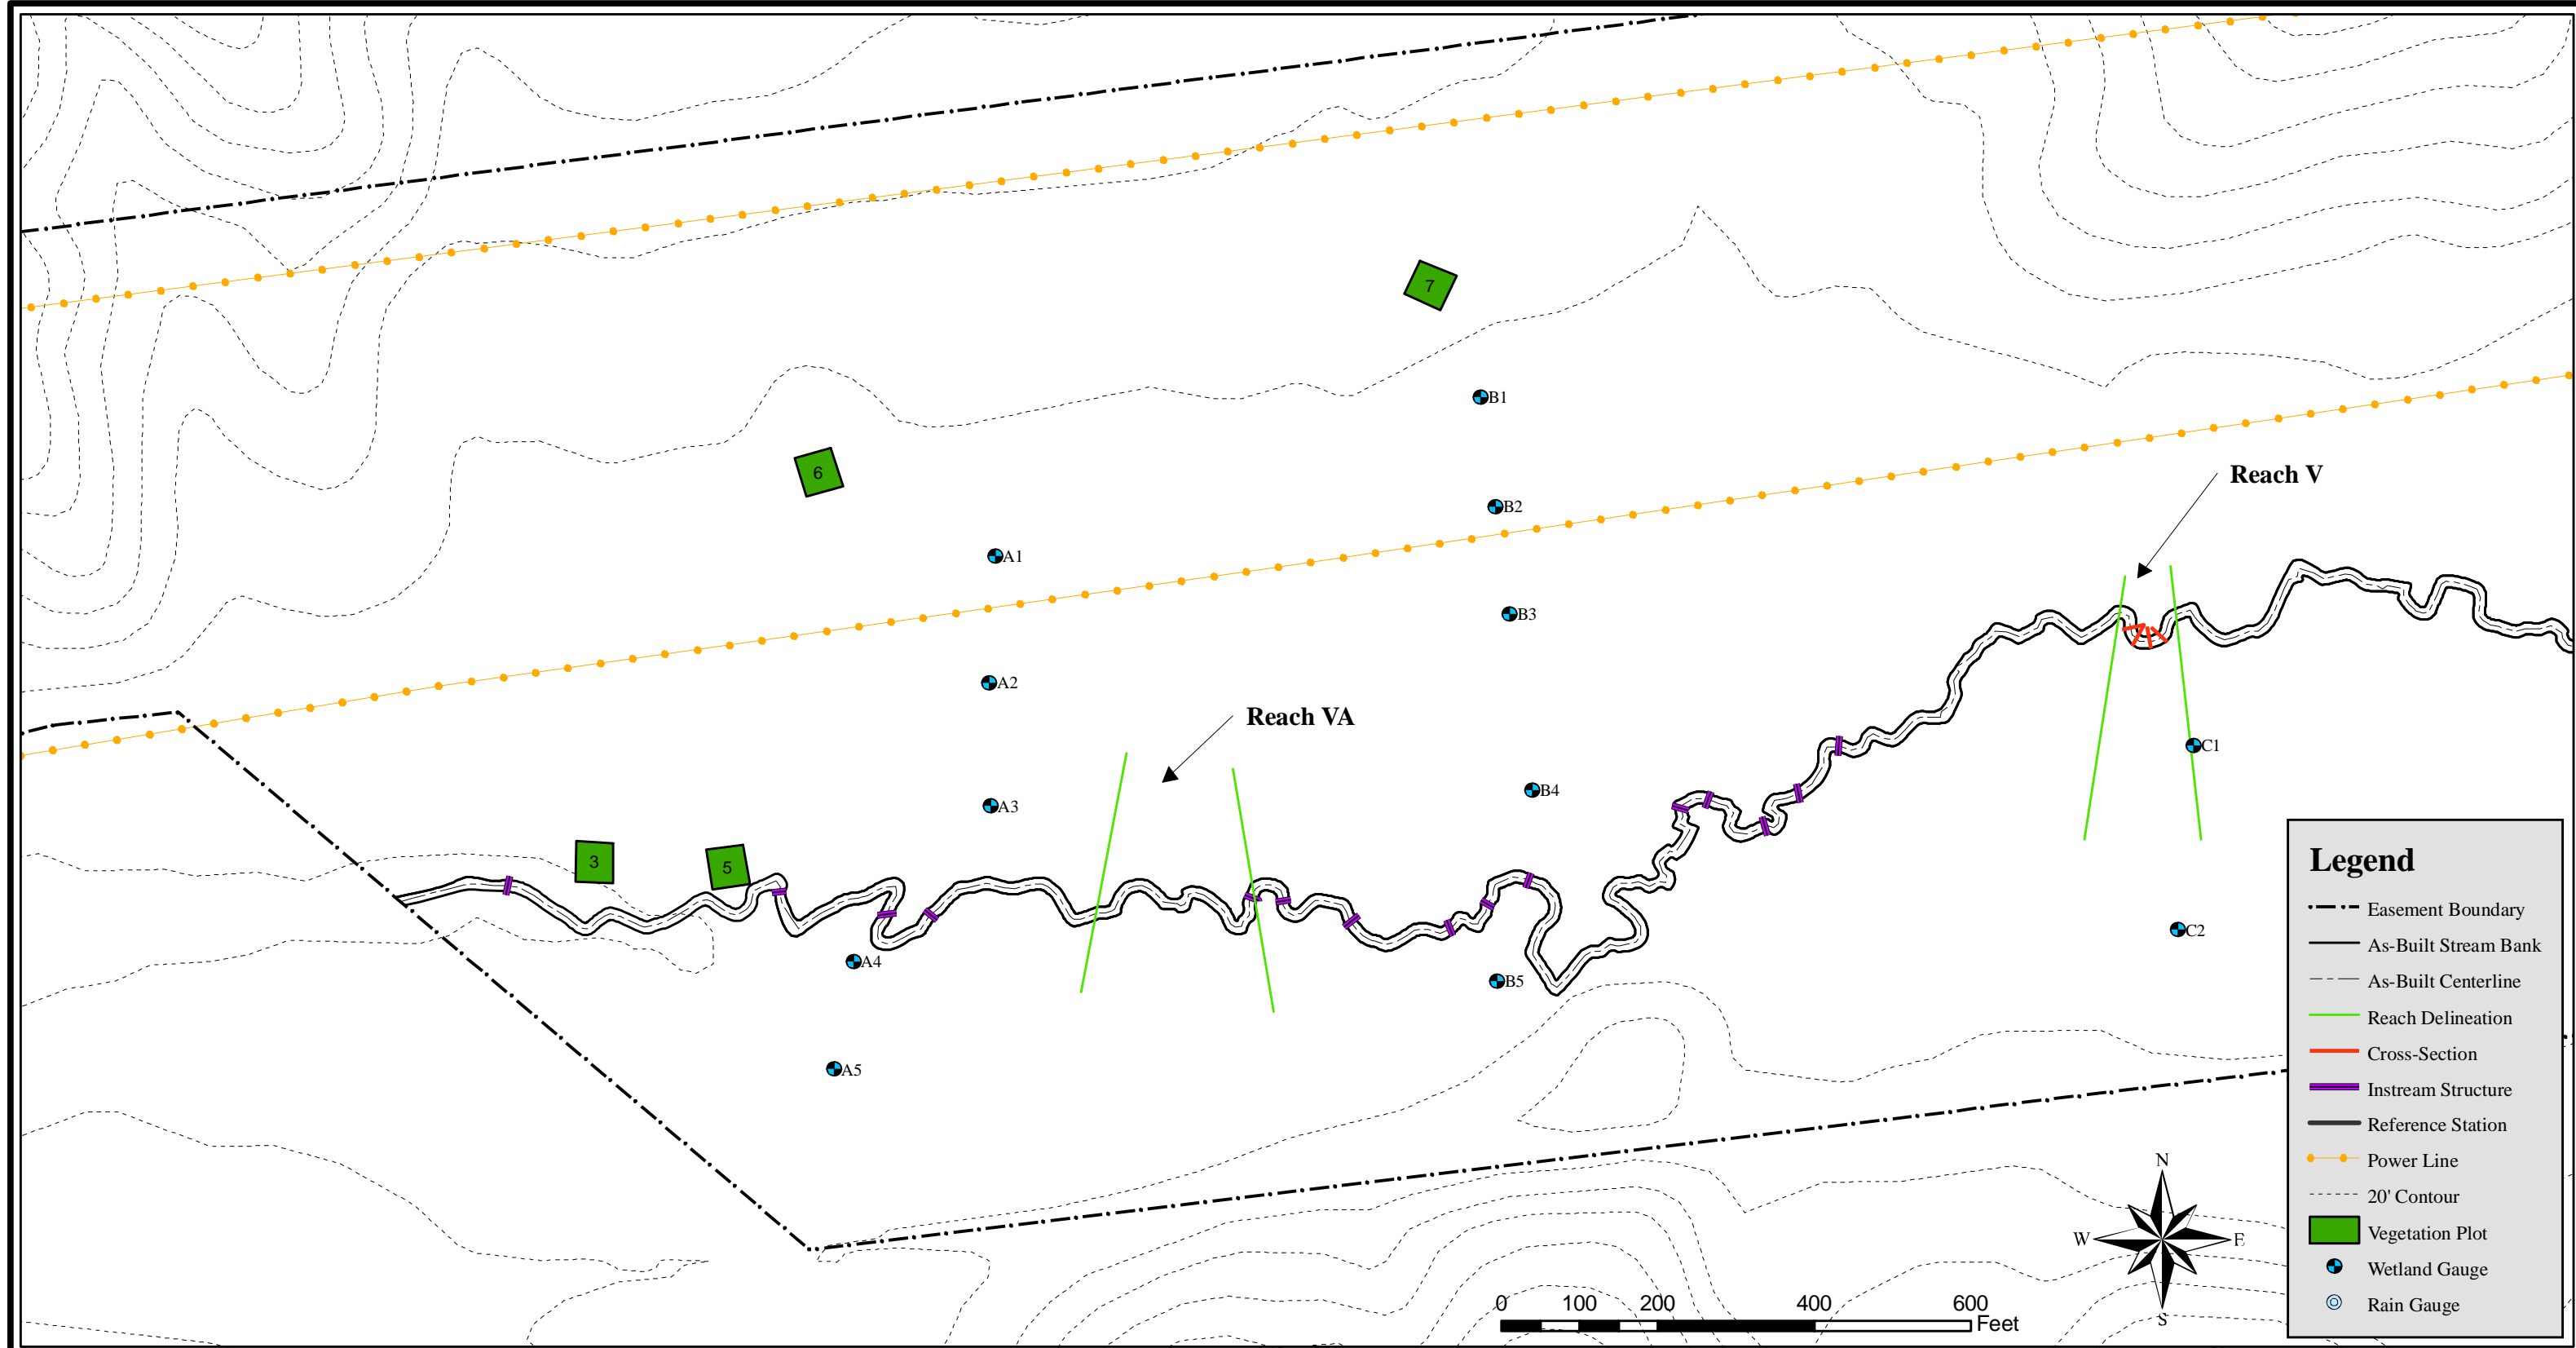 7
B1
6
Reach V
B2
A1
B3
A2
Reach VA
C1
B4
A3
3
5
C2
A4
B5
A5
Legend
Easement Boundary
As-Built Stream Bank
As-Built Centerline
Reach Delineation
Cross-Section
Instream Structure
Reference Station
Power Line
20' Contour
Vegetation Plot
Wetland Gauge
Rain Gauge
N
W E
S
0 100 200 400 600
Feet